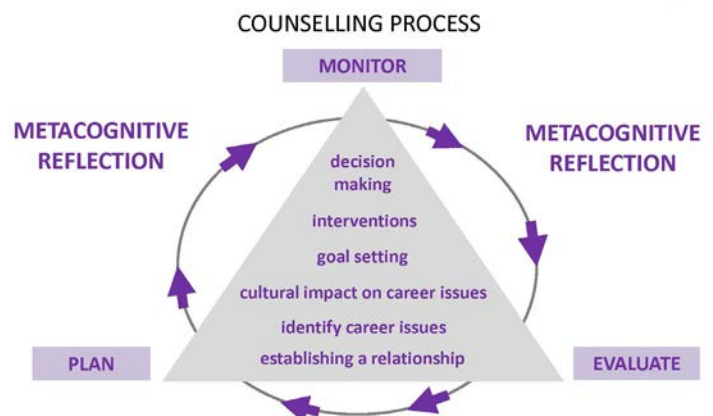 COUNSELLING PROCESS
MONITOR
METACOGNITIVE
REFLECTION
METACOGNITIVE
REFLECTION
decision
making
interventions
goal setting
cultural impact on career issues
identify career issues
establishing a relationship
PLAN
EVALUATE